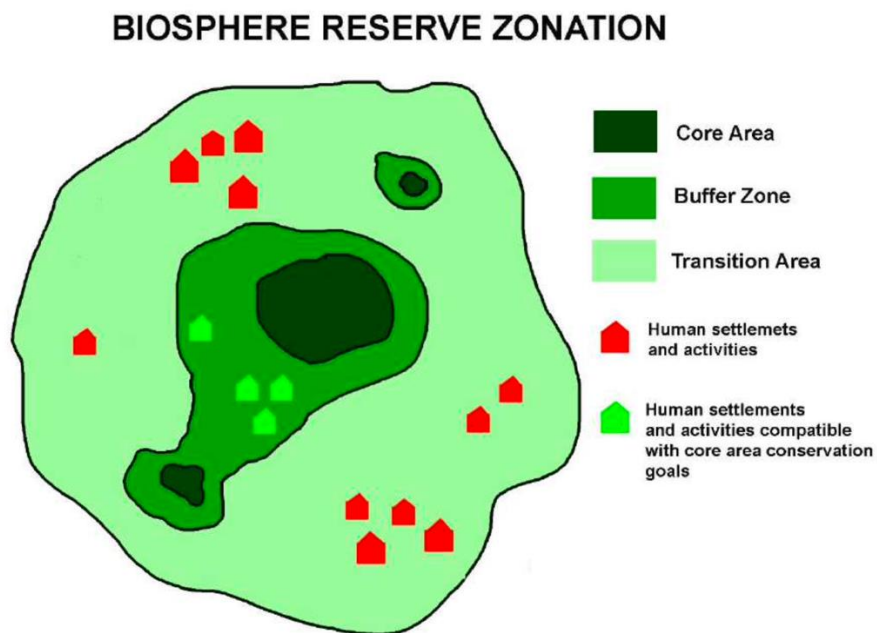 BIOSPHERE RESERVE ZONATION
Core Area
Buffer Zone
Transition Area
Human settlemets
and activities
Human settlements
and activities compatible
with core area conservation
goals